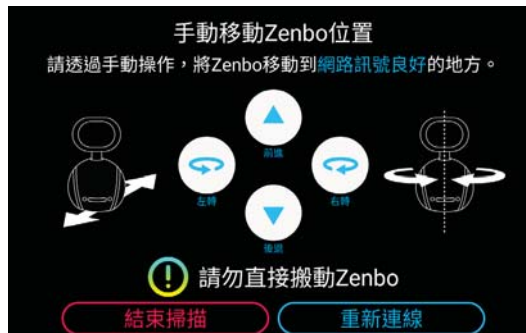 手動移動Zenbo位置
請透過手動操作，將Zenbo移動到網路訊號良好的地方。
前進
左轉
右轉
後退
請勿直接搬動Zenbo
結束掃描
重新連線